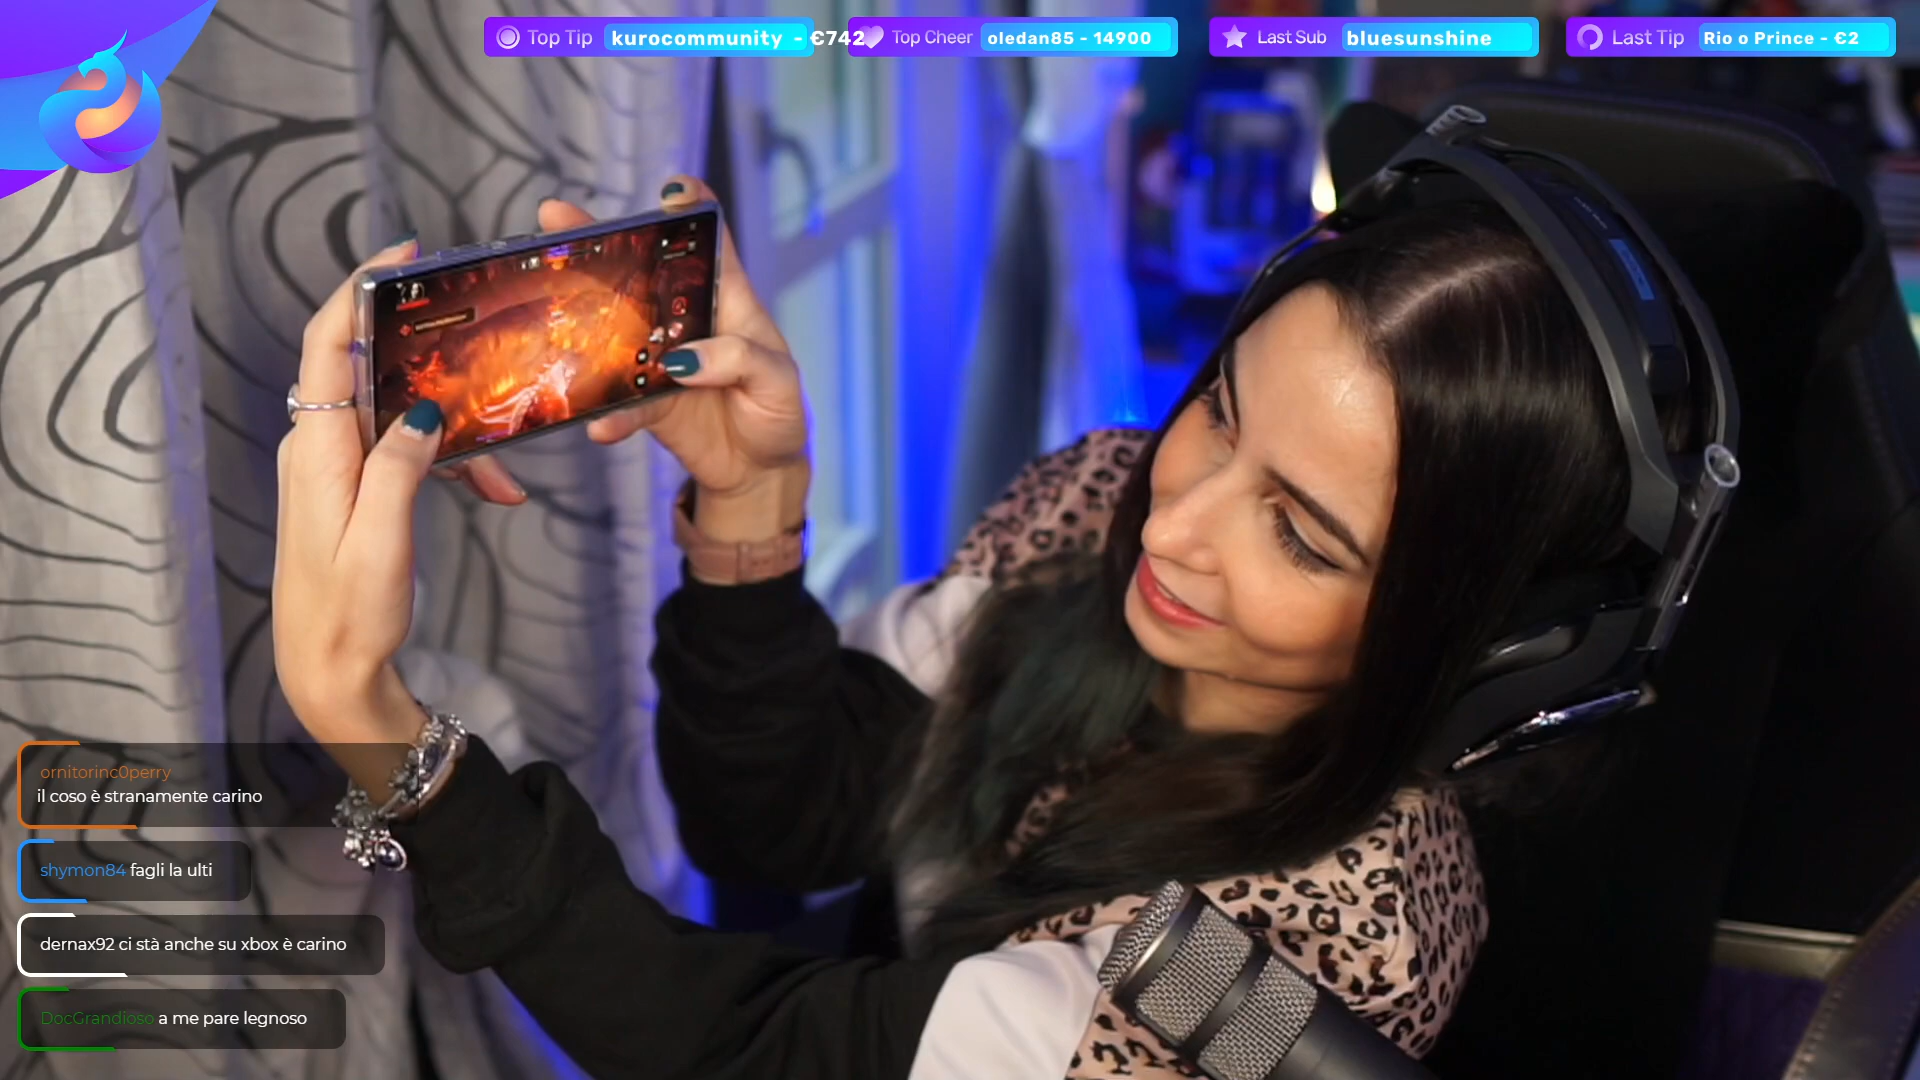 Top Tip kurocommunity - €742
Top Cheer oledan85 - 14900
Last Sub bluesunshine
Last Tip Rio o Prince - €2
ornitorinc0perry
il coso è stranamente carino
shymon84 fagli la ulti
dernax92 ci stà anche su xbox è carino
DocGrandioso a me pare legnoso